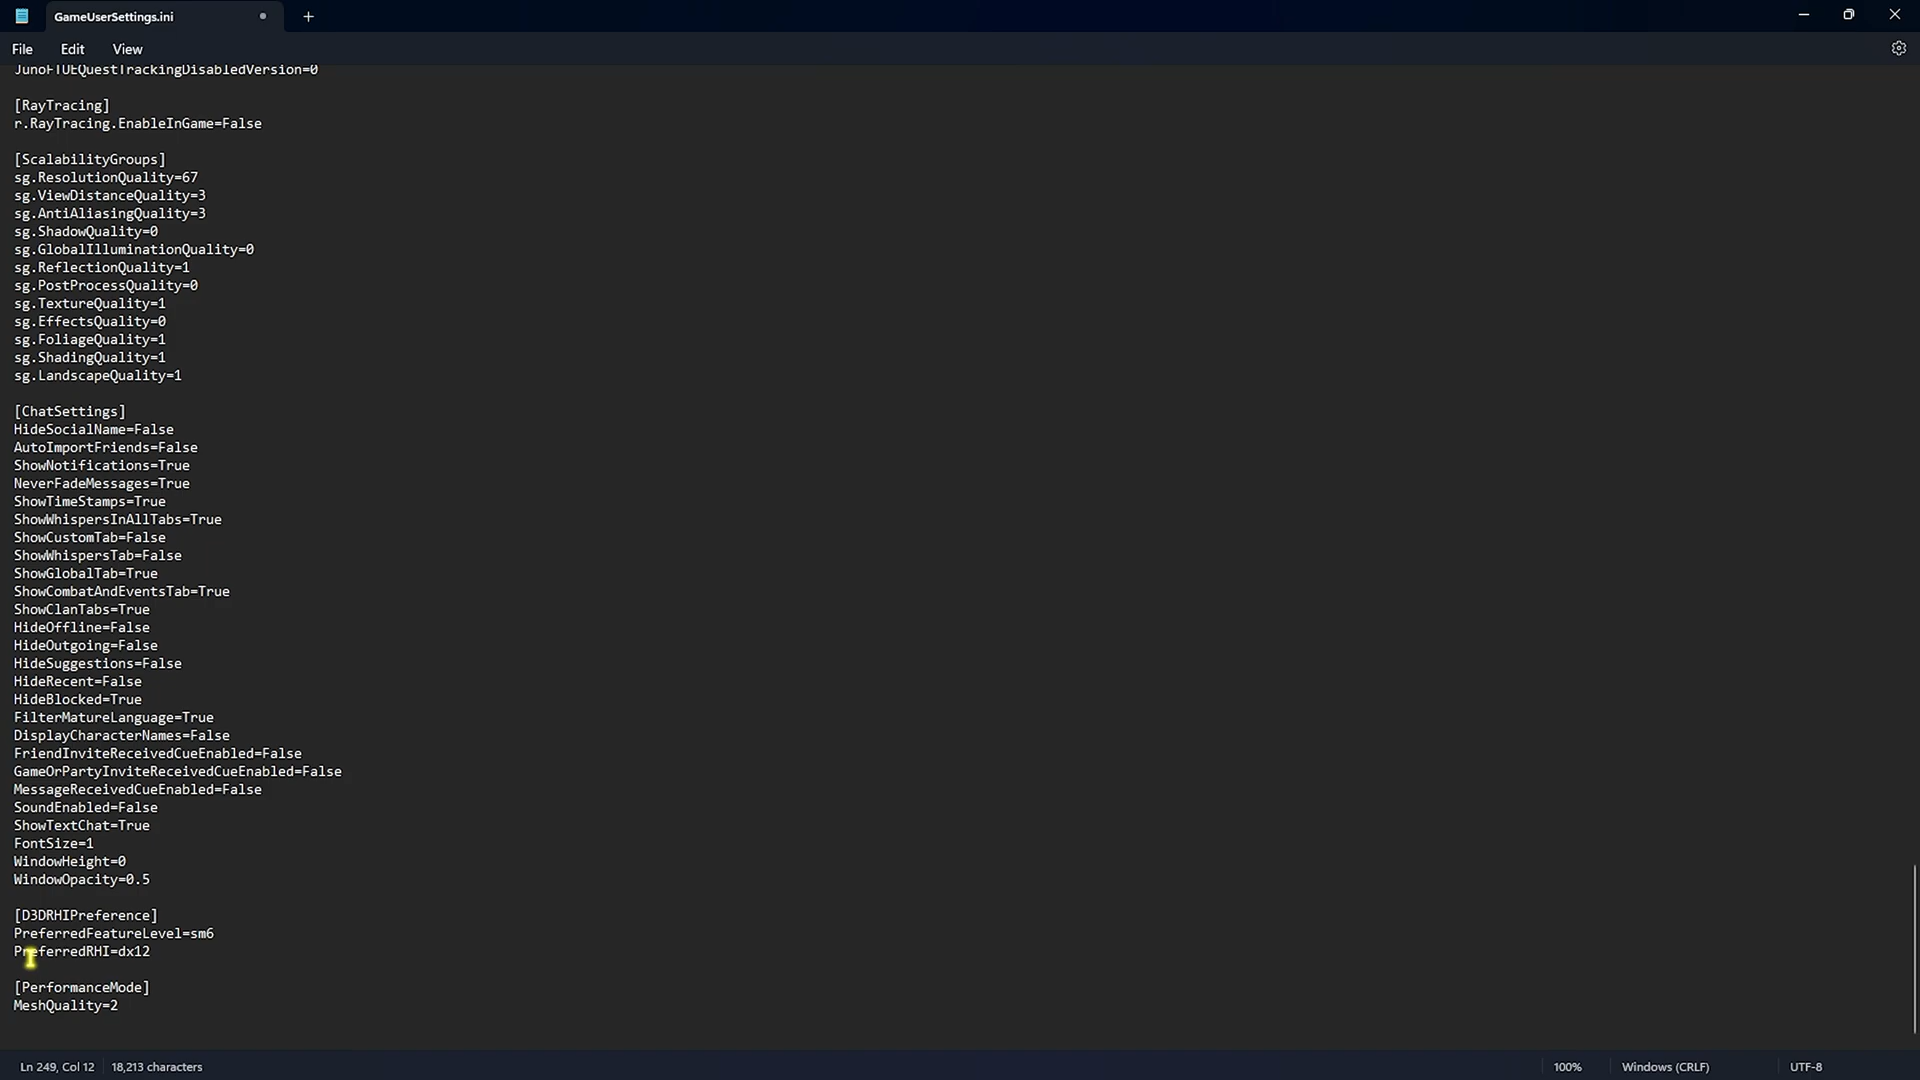 GameUserSettings.ini
File Edit View
JunoFTUEQuestTrackingDisabledVersion=0
[RayTracing]
r.RayTracing.EnableInGame=False
[ScalabilityGroups]
sg.ResolutionQuality=67
sg.ViewDistanceQuality=3
sg.AntiAliasingQuality=3
sg.ShadowQuality=0
sg.GlobalIlluminationQuality=0
sg.ReflectionQuality=1
sg.PostProcessQuality=0
sg.TextureQuality=1
sg.EffectsQuality=0
sg.FoliageQuality=1
sg.ShadingQuality=1
sg.LandscapeQuality=1
[ChatSettings]
HideSocialName=False
AutoImportFriends=False
ShowNotifications=True
NeverFadeMessages=True
ShowTimeStamps=True
ShowWhispersInAllTabs=True
ShowCustomTab=False
ShowWhispersTab=False
ShowGlobalTab=True
ShowCombatAndEventsTab=True
ShowClanTabs=True
HideOffline=False
HideOutgoing=False
HideSuggestions=False
HideRecent=False
HideBlocked=True
FilterMatureLanguage=True
DisplayCharacterNames=False
FriendInviteReceivedCueEnabled=False
GameOrPartyInviteReceivedCueEnabled=False
MessageReceivedCueEnabled=False
SoundEnabled=False
ShowTextChat=True
FontSize=1
WindowHeight=0
WindowOpacity=0.5
[D3DRHIPreference]
PreferredFeatureLevel=sm6
PreferredRHI=dx12
[PerformanceMode]
MeshQuality=2
Ln 249, Col 12 18,213 characters 100% Windows (CRLF) UTF-8